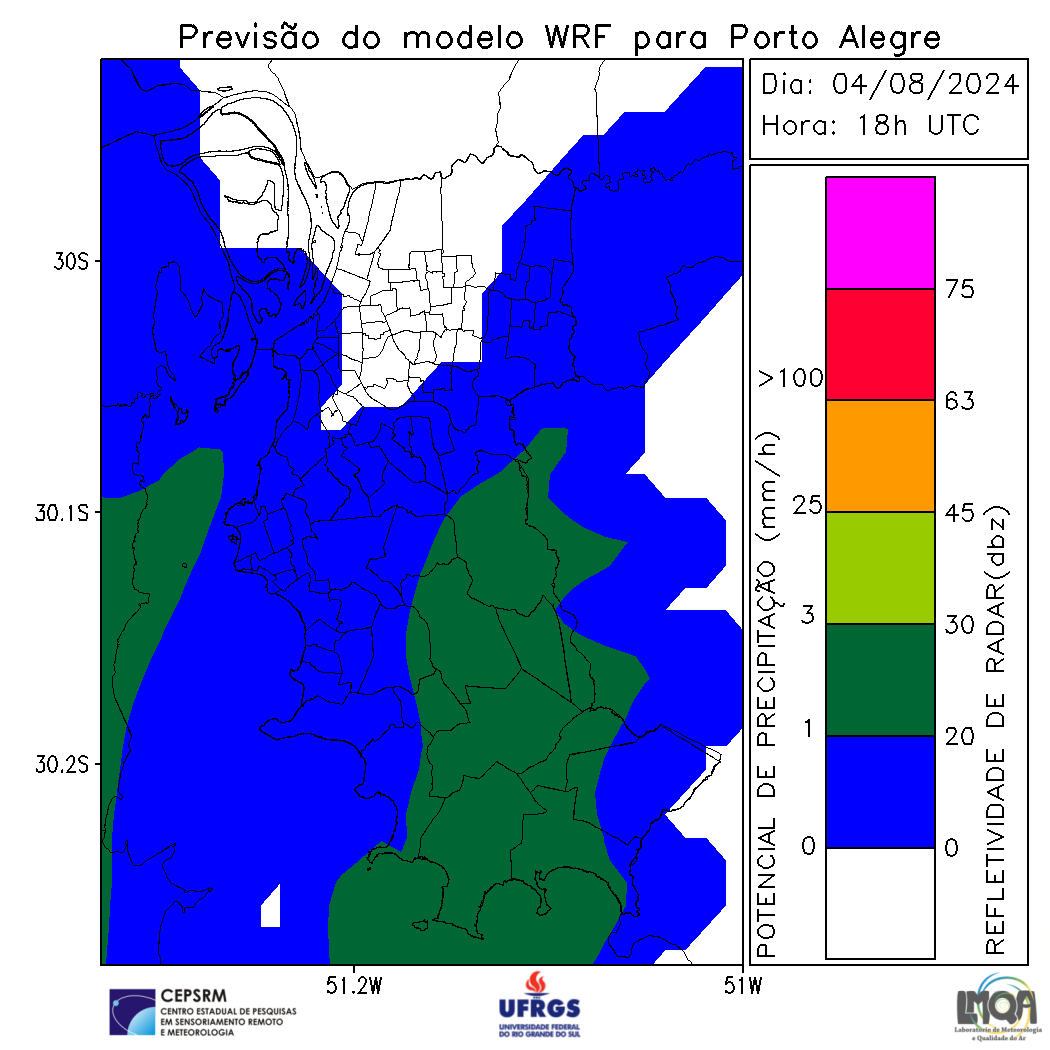 Previsão do modelo WRF para Porto Alegre
Dia: 04/08/2024
Hora: 18h UTC
30S
30.1S
30.2S
51.2W
51W
POTENCIAL DE PRECIPITAÇÃO (mm/h)
>100
25
3
1
0
75
63
45
30
20
0
REFLETIVIDADE DE RADAR(dbz)
CEPSRM
CENTRO ESTADUAL DE PESQUISAS
EM SENSORIAMENTO REMOTO
E METEOROLOGIA
UFRGS
UNIVERSIDADE FEDERAL
DO RIO GRANDE DO SUL
LMQA
Laboratório de Meteorologia
e Qualidade do Ar